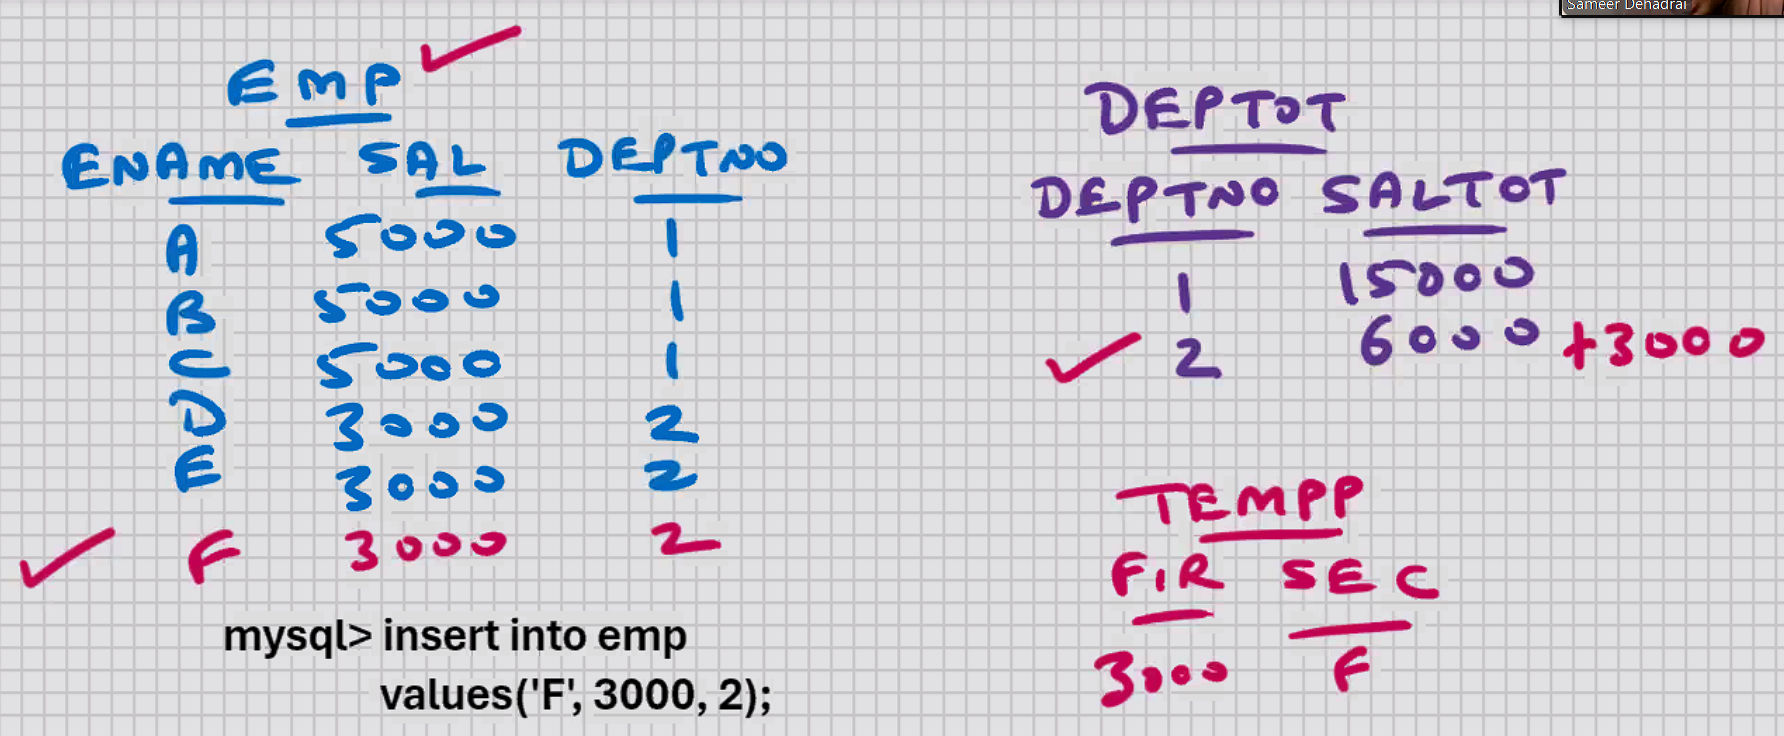 Sameer Dehadrai
EMP
ENAME SAL DEPTNO
A 5000 1
B 5000 1
C 5000 1
D 3000 2
E 3000 2
F 3000 2
mysql> insert into emp
values('F', 3000, 2);
DEPTOT
DEPTNO SALTOT
1 15000
2 6000 +3000
TEMPP
FIR SEC
3000 F